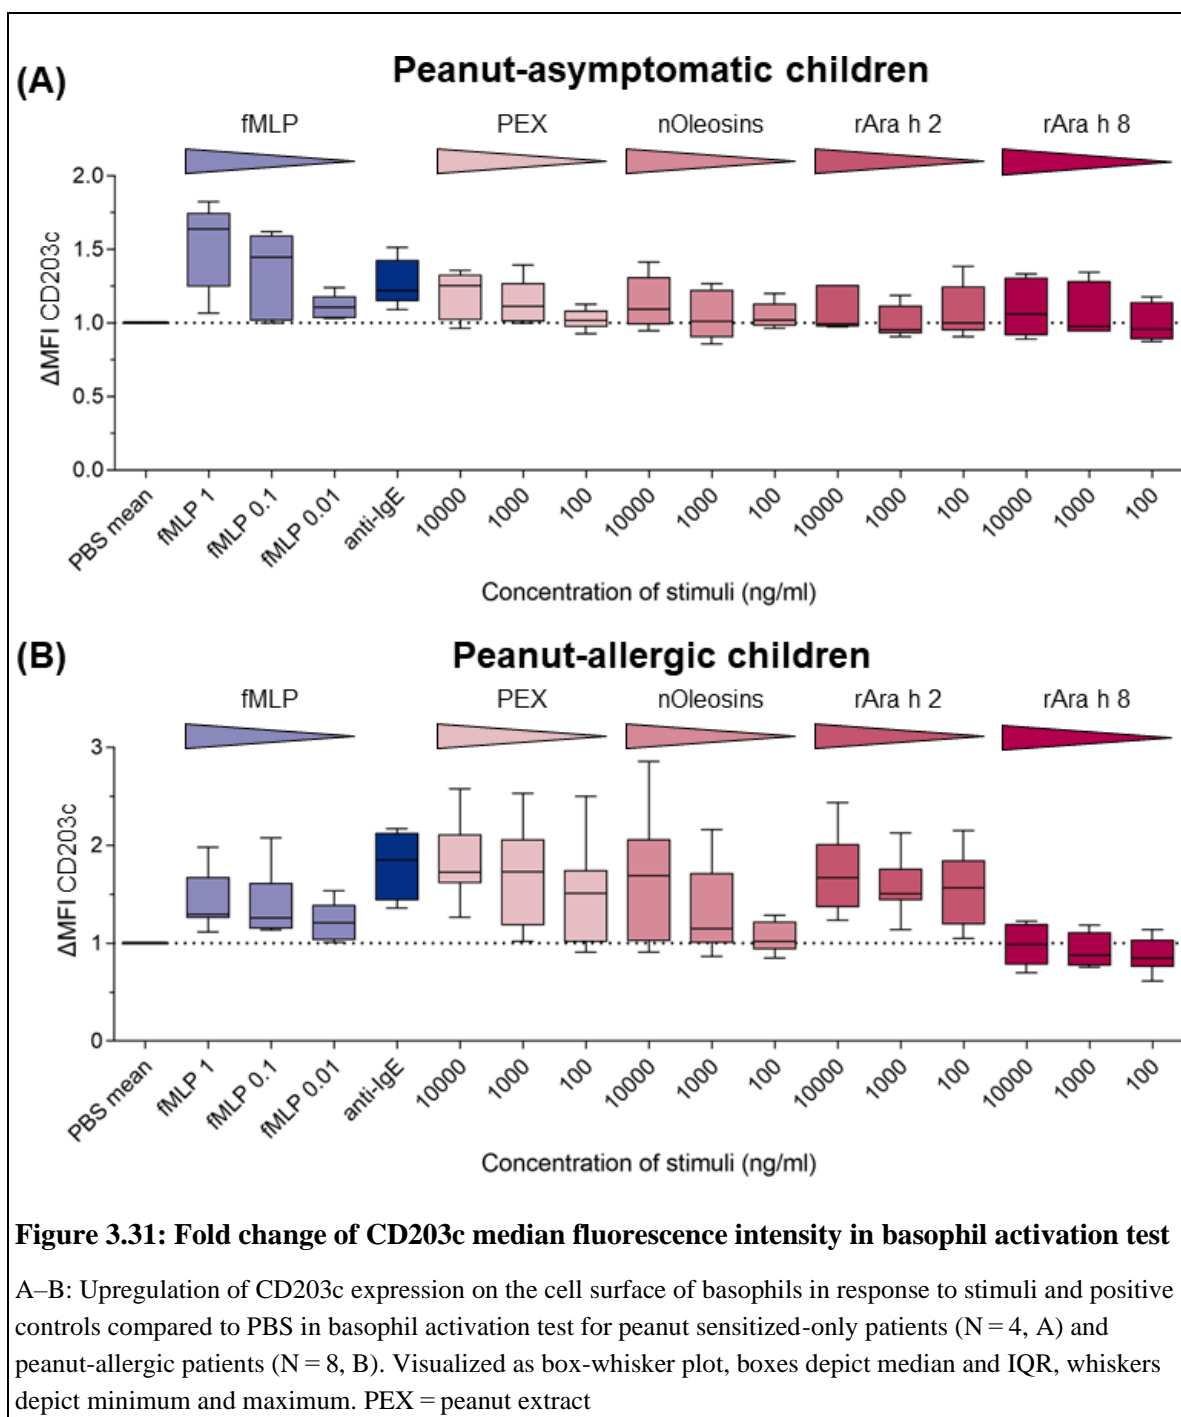 (A) Peanut-asymptomatic children
fMLP PEX nOleosins rAra h 2 rAra h 8
2.0
1.5
1.0
0.5
0.0
ΔMFI CD203c
PBS mean fMLP 1 fMLP 0.1 fMLP 0.01 anti-IgE 10000 1000 100 10000 1000 100 10000 1000 100 10000 1000 100
Concentration of stimuli (ng/ml)
(B) Peanut-allergic children
fMLP PEX nOleosins rAra h 2 rAra h 8
3
2
1
0
ΔMFI CD203c
PBS mean fMLP 1 fMLP 0.1 fMLP 0.01 anti-IgE 10000 1000 100 10000 1000 100 10000 1000 100 10000 1000 100
Concentration of stimuli (ng/ml)
Figure 3.31: Fold change of CD203c median fluorescence intensity in basophil activation test
A–B: Upregulation of CD203c expression on the cell surface of basophils in response to stimuli and positive
controls compared to PBS in basophil activation test for peanut sensitized-only patients (N = 4, A) and
peanut-allergic patients (N = 8, B). Visualized as box-whisker plot, boxes depict median and IQR, whiskers
depict minimum and maximum. PEX = peanut extract